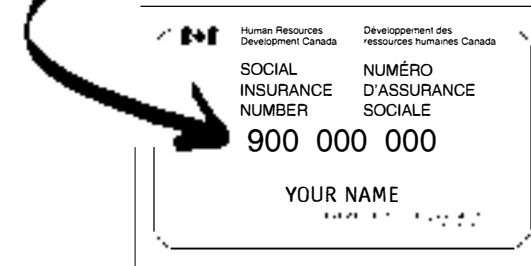 Human Resources Development Canada
Développement des ressources humaines Canada
SOCIAL INSURANCE NUMBER
NUMÉRO D'ASSURANCE SOCIALE
900 000 000
YOUR NAME